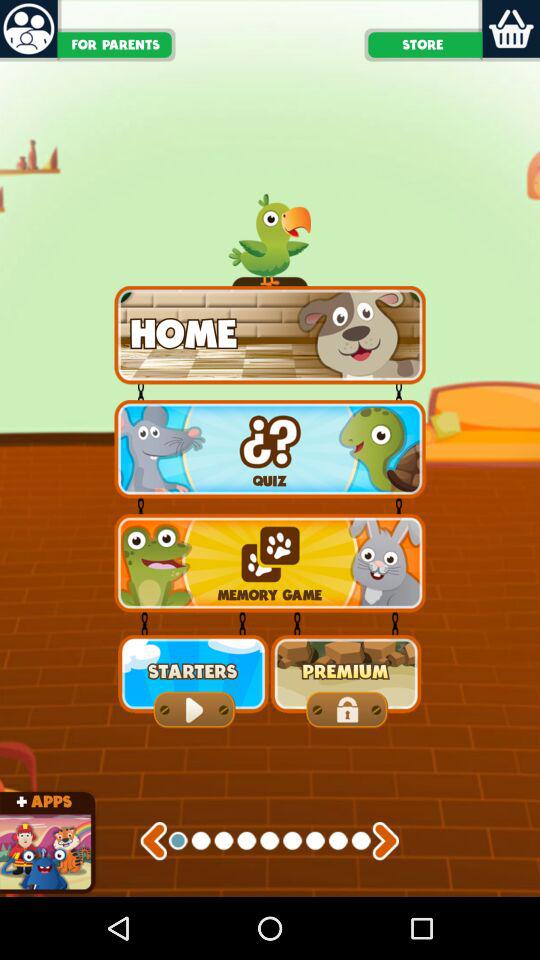 FOR PARENTS
STORE
HOME
¿?
QUIZ
MEMORY GAME
STARTERS
PREMIUM
+ APPS